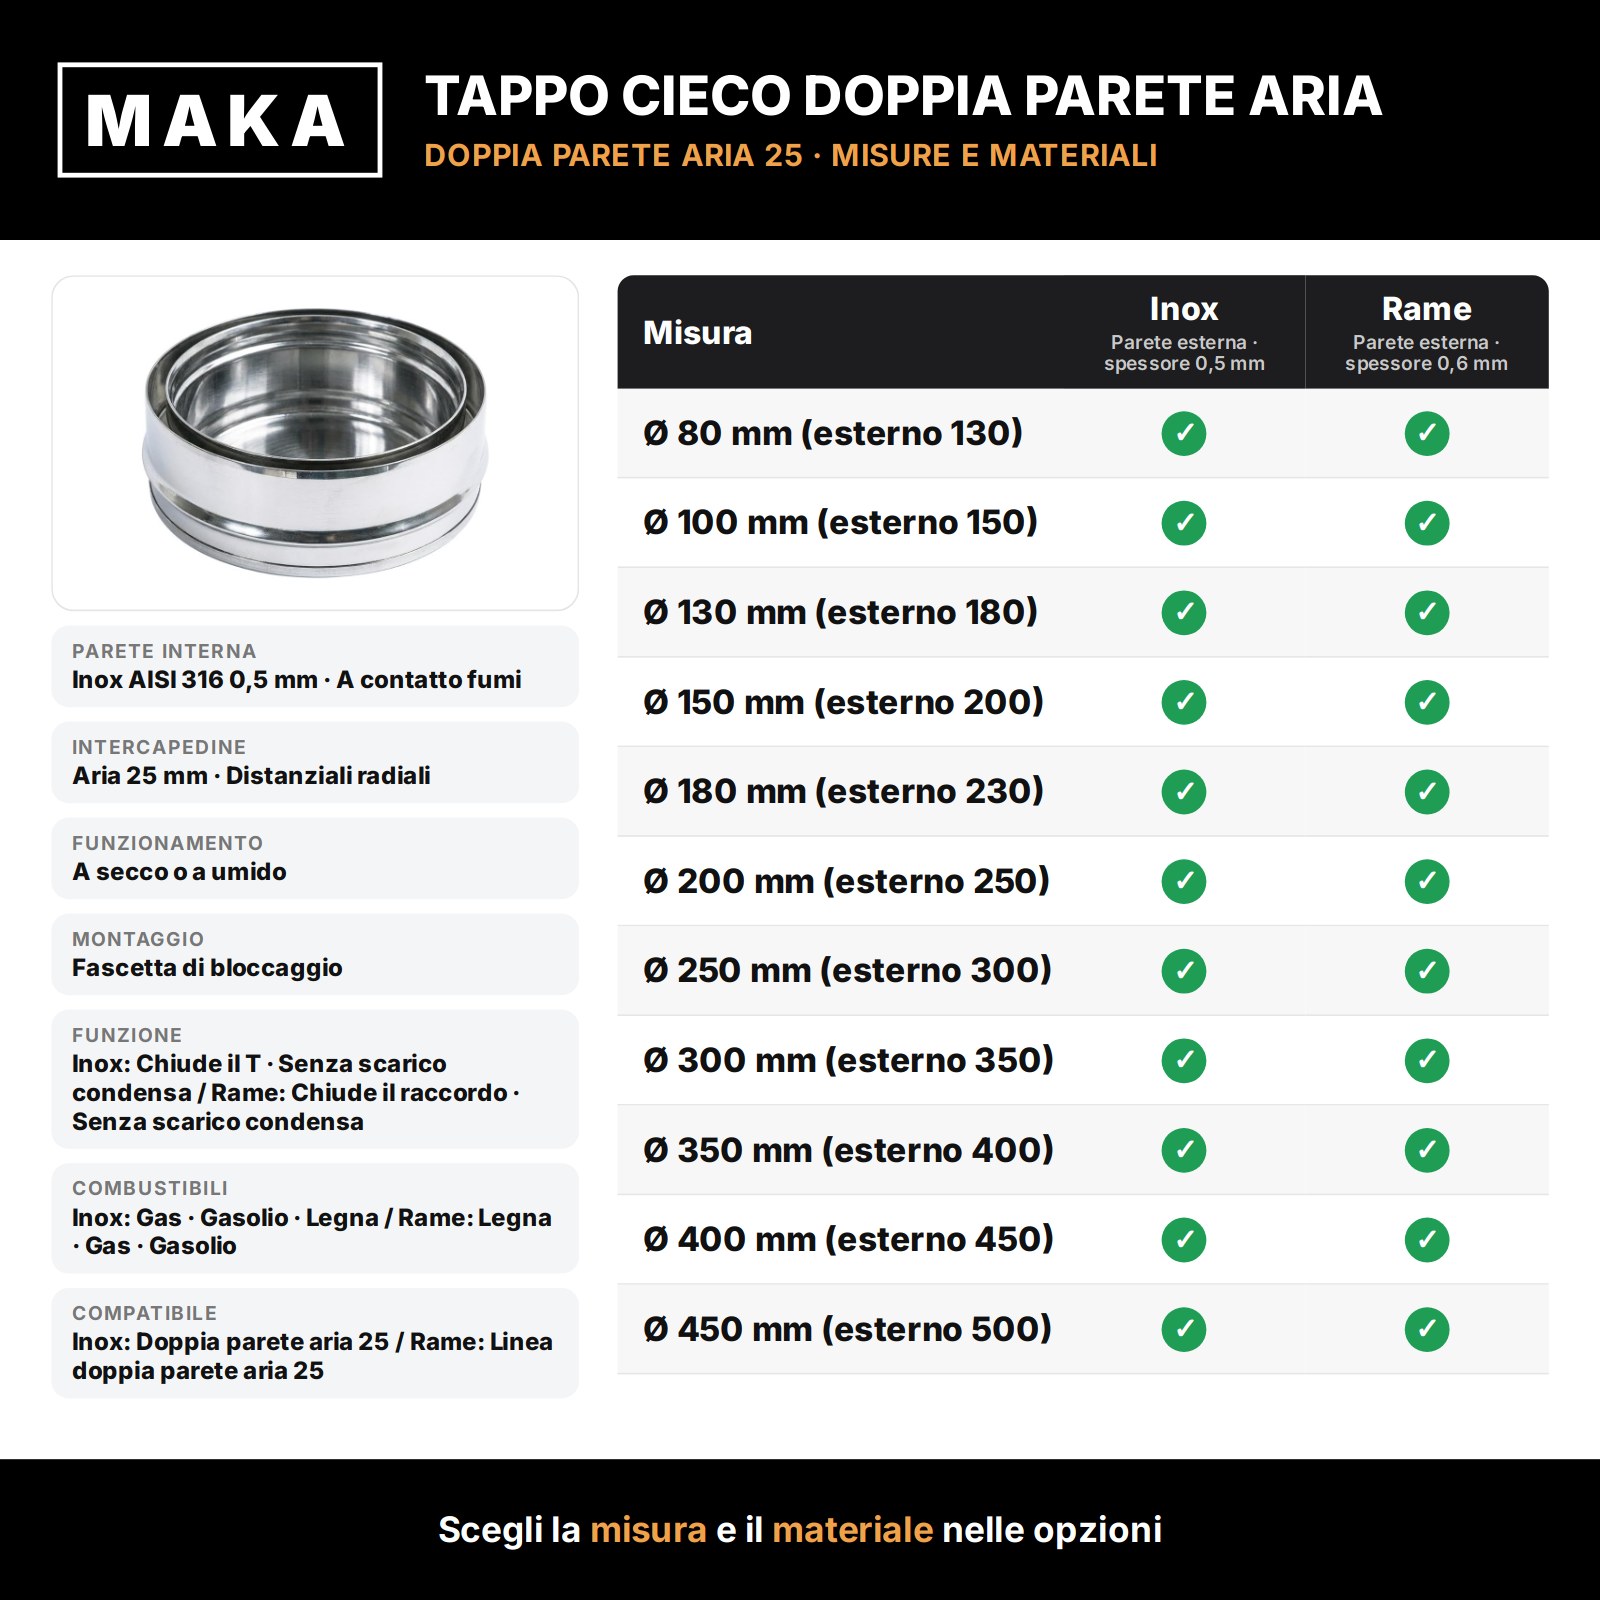 MAKA
TAPPO CIECO DOPPIA PARETE ARIA
DOPPIA PARETE ARIA 25 · MISURE E MATERIALI
PARETE INTERNA
Inox AISI 316 0,5 mm · A contatto fumi
INTERCAPEDINE
Aria 25 mm · Distanziali radiali
FUNZIONAMENTO
A secco o a umido
MONTAGGIO
Fascetta di bloccaggio
FUNZIONE
Inox: Chiude il T · Senza scarico
condensa / Rame: Chiude il raccordo ·
Senza scarico condensa
COMBUSTIBILI
Inox: Gas · Gasolio · Legna / Rame: Legna
· Gas · Gasolio
COMPATIBILE
Inox: Doppia parete aria 25 / Rame: Linea
doppia parete aria 25
Misura
Inox
Parete esterna ·
spessore 0,5 mm
Rame
Parete esterna ·
spessore 0,6 mm
Ø 80 mm (esterno 130) ✓ ✓
Ø 100 mm (esterno 150) ✓ ✓
Ø 130 mm (esterno 180) ✓ ✓
Ø 150 mm (esterno 200) ✓ ✓
Ø 180 mm (esterno 230) ✓ ✓
Ø 200 mm (esterno 250) ✓ ✓
Ø 250 mm (esterno 300) ✓ ✓
Ø 300 mm (esterno 350) ✓ ✓
Ø 350 mm (esterno 400) ✓ ✓
Ø 400 mm (esterno 450) ✓ ✓
Ø 450 mm (esterno 500) ✓ ✓
Scegli la misura e il materiale nelle opzioni